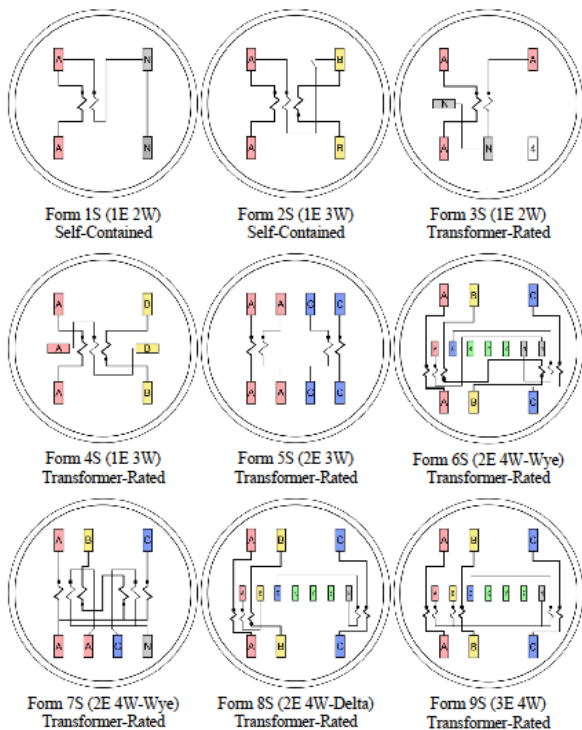 A N
A N
Form 1S (1E 2W)
Self-Contained
A B
A B
Form 2S (1E 3W)
Self-Contained
A A
N
A N 4
Form 3S (1E 2W)
Transformer-Rated
A D
A D
A B
Form 4S (1E 3W)
Transformer-Rated
A A C C
A A C C
Form 5S (2E 3W)
Transformer-Rated
A B C
A B C
Form 6S (2E 4W-Wye)
Transformer-Rated
A B C
A A C N
Form 7S (2E 4W-Wye)
Transformer-Rated
A B C
A B C
Form 8S (2E 4W-Delta)
Transformer-Rated
A B C
A B C
Form 9S (3E 4W)
Transformer-Rated